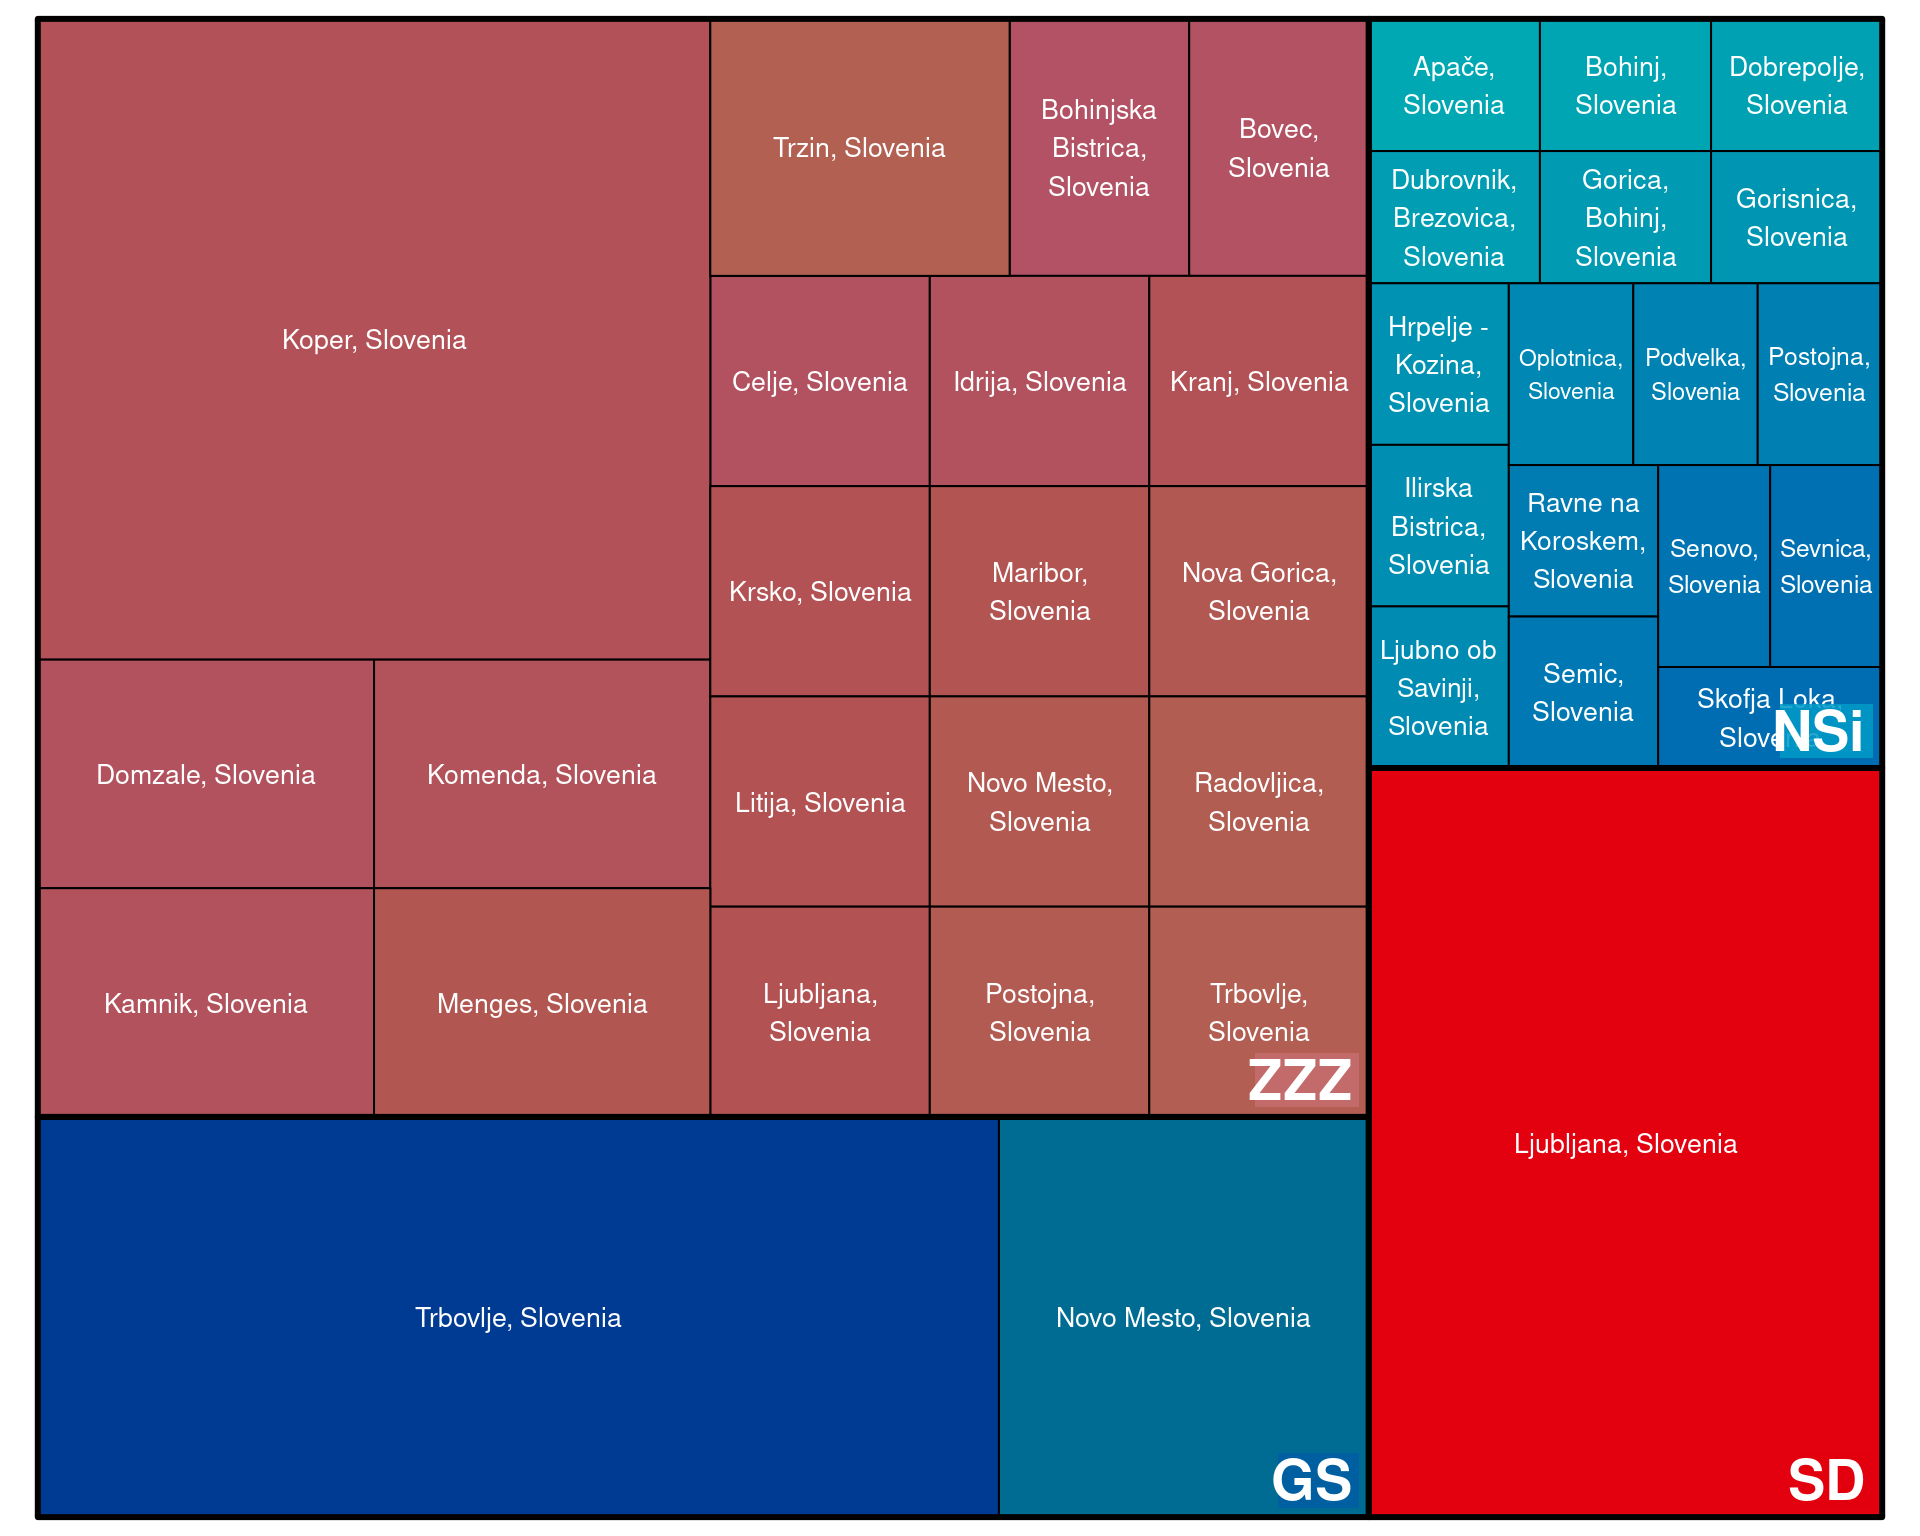 Koper, Slovenia
Domzale, Slovenia
Komenda, Slovenia
Kamnik, Slovenia
Menges, Slovenia
Trzin, Slovenia
Bohinjska
Bistrica,
Slovenia
Bovec,
Slovenia
Celje, Slovenia
Idrija, Slovenia
Kranj, Slovenia
Krsko, Slovenia
Maribor,
Slovenia
Nova Gorica,
Slovenia
Litija, Slovenia
Novo Mesto,
Slovenia
Radovljica,
Slovenia
Ljubljana,
Slovenia
Postojna,
Slovenia
Trbovlje,
Slovenia
ZZZ
Trbovlje, Slovenia
Novo Mesto, Slovenia
GS
Apače,
Slovenia
Bohinj,
Slovenia
Dobrepolje,
Slovenia
Dubrovnik,
Brezovica,
Slovenia
Gorica,
Bohinj,
Slovenia
Gorisnica,
Slovenia
Hrpelje -
Kozina,
Slovenia
Ilirska
Bistrica,
Slovenia
Ljubno ob
Savinji,
Slovenia
Oplotnica,
Slovenia
Podvelka,
Slovenia
Postojna,
Slovenia
Ravne na
Koroskem,
Slovenia
Semic,
Slovenia
Senovo,
Slovenia
Sevnica,
Slovenia
Skofja Loka,
Slovenia
NSi
Ljubljana, Slovenia
SD